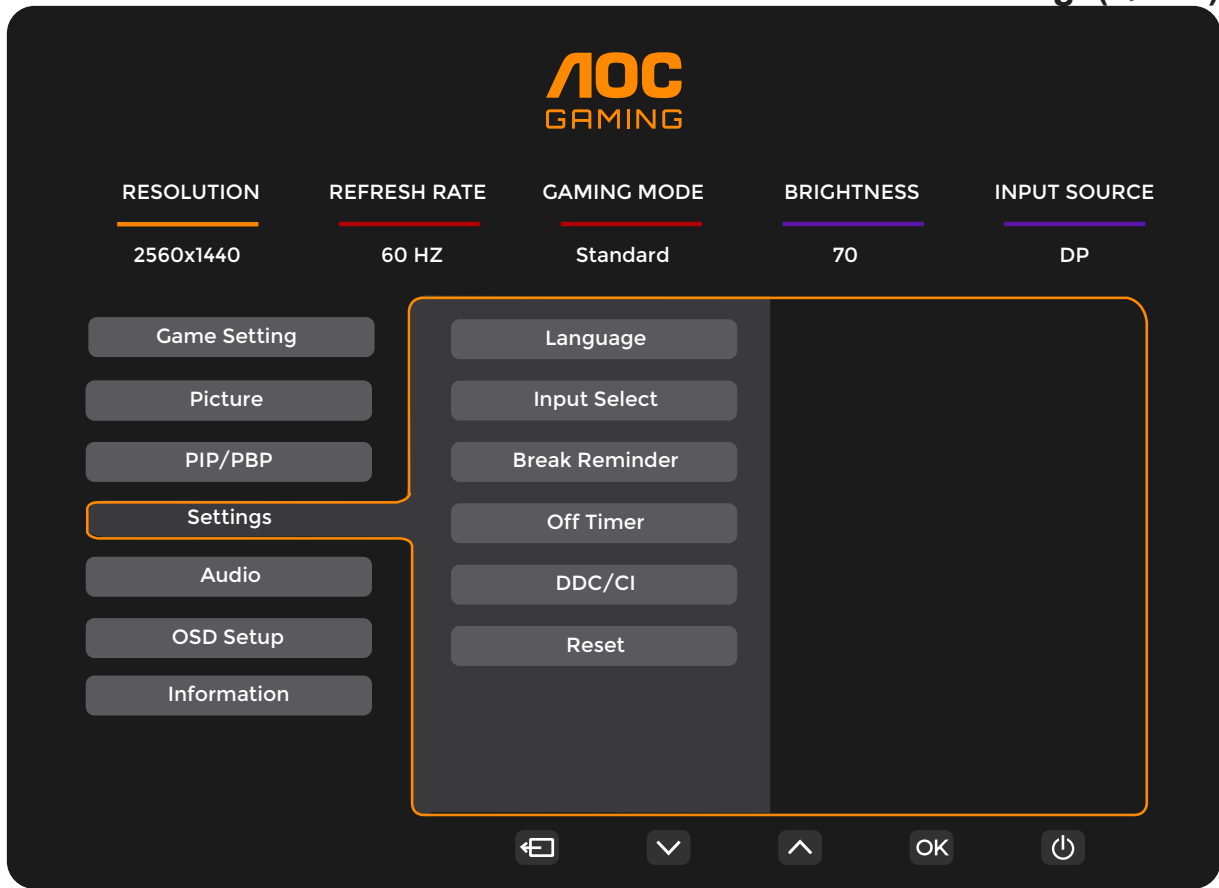 AOC
GAMING
RESOLUTION REFRESH RATE GAMING MODE BRIGHTNESS INPUT SOURCE
2560x1440 60 HZ Standard 70 DP
Game Setting
Picture
PIP/PBP
Settings
Audio
OSD Setup
Information
Language
Input Select
Break Reminder
Off Timer
DDC/CI
Reset
OK